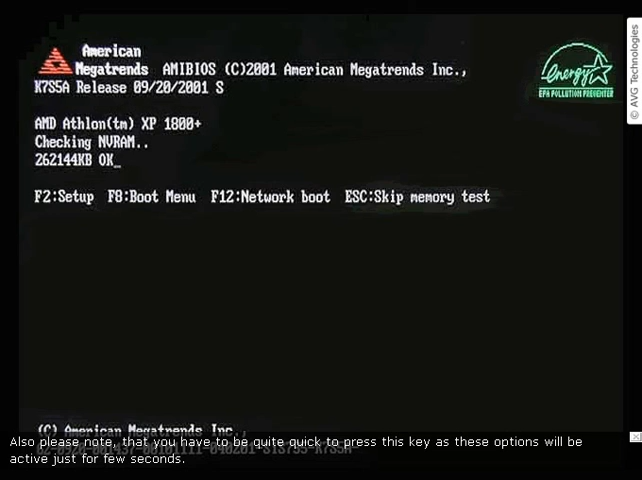 American
Megatrends AMIBIOS (C)2001 American Megatrends Inc.,
K7S5A Release 09/20/2001 S
energy
EPA POLLUTION PREVENTER
© AVG Technologies
AMD Athlon(tm) XP 1800+
Checking NVRAM..
262144KB OK_
F2:Setup F8:Boot Menu F12:Network boot ESC:Skip memory test
(C) American Megatrends Inc.,
Also please note, that you have to be quite quick to press this key as these options will be
active just for few seconds.